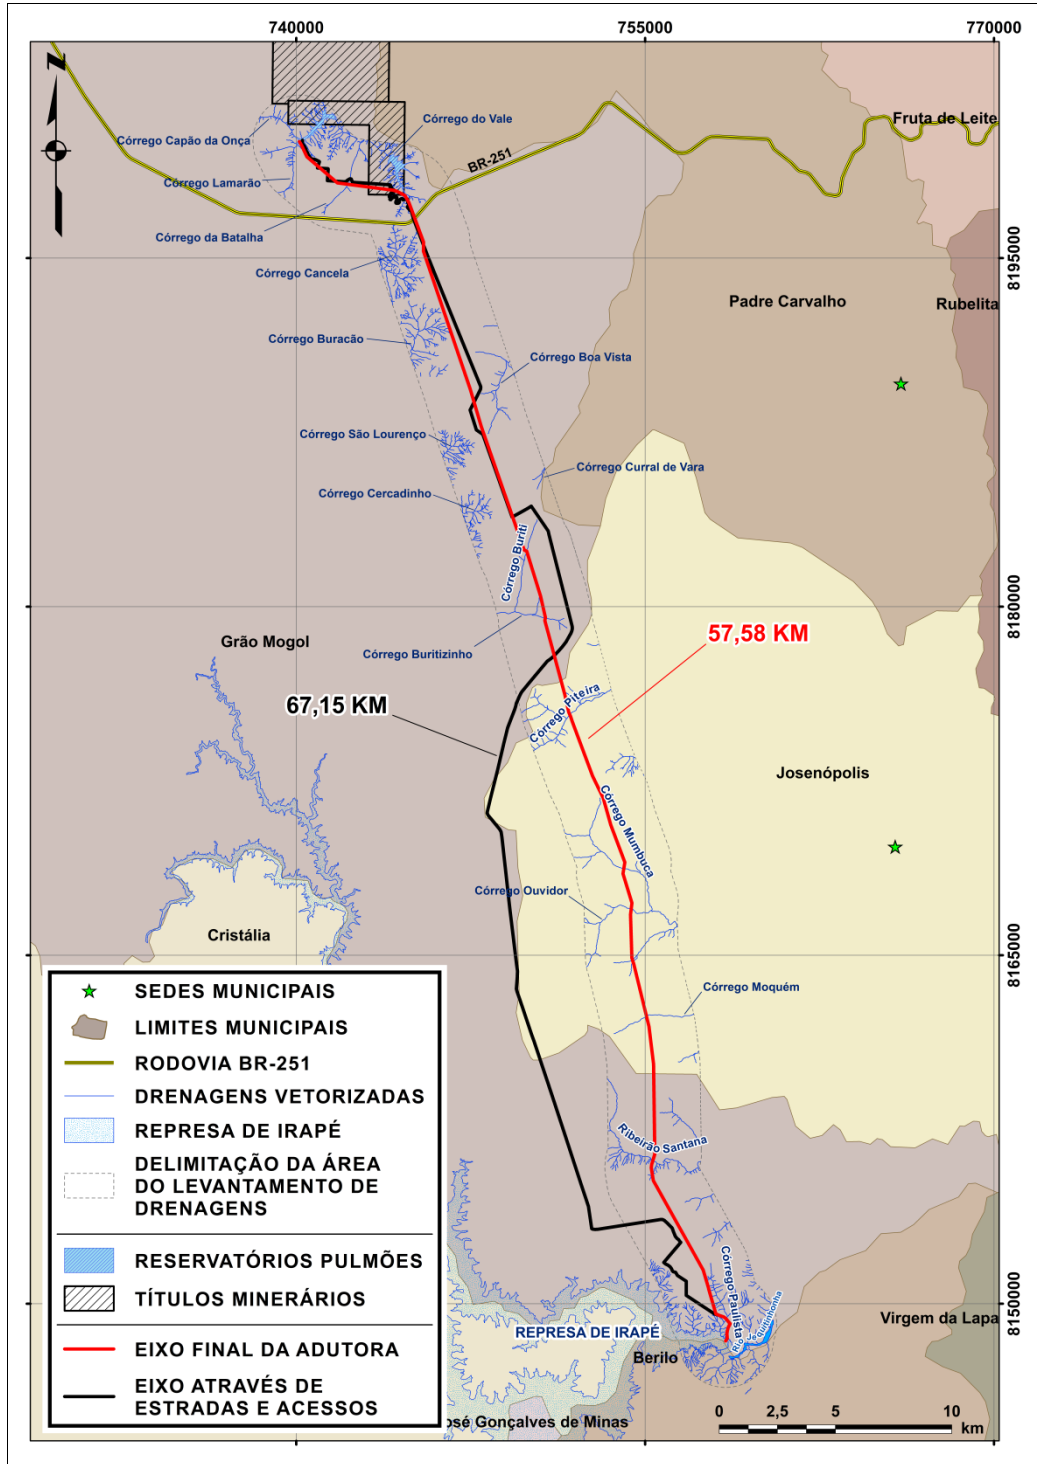 740000
755000
770000
Z
Fruta de Leite
Córrego do Vale
Córrego Capão da Onça
BR-251
Córrego Lamarão
Córrego da Batalha
8195000
Córrego Cancela
Padre Carvalho
Rubelita
Córrego Buracão
Córrego Boa Vista
Córrego São Lourenço
Córrego Curral de Vara
Córrego Cercadinho
Córrego Buriti
8180000
57,58 KM
Grão Mogol
Córrego Buritizinho
67,15 KM
Córrego Piteira
Josenópolis
Córrego Mumbuca
Córrego Ouvidor
Cristália
8165000
Córrego Moquém
Ribeirão Santana
Córrego Paulista
Rio Jequitinhonha
8150000
Virgem da Lapa
REPRESA DE IRAPÉ
Berilo
osé Gonçalves de Minas
SEDES MUNICIPAIS
LIMITES MUNICIPAIS
RODOVIA BR-251
DRENAGENS VETORIZADAS
REPRESA DE IRAPÉ
DELIMITAÇÃO DA ÁREA
DO LEVANTAMENTO DE
DRENAGENS
RESERVATÓRIOS PULMÕES
TÍTULOS MINERÁRIOS
EIXO FINAL DA ADUTORA
EIXO ATRAVÉS DE
ESTRADAS E ACESSOS
0 2,5 5 10
km